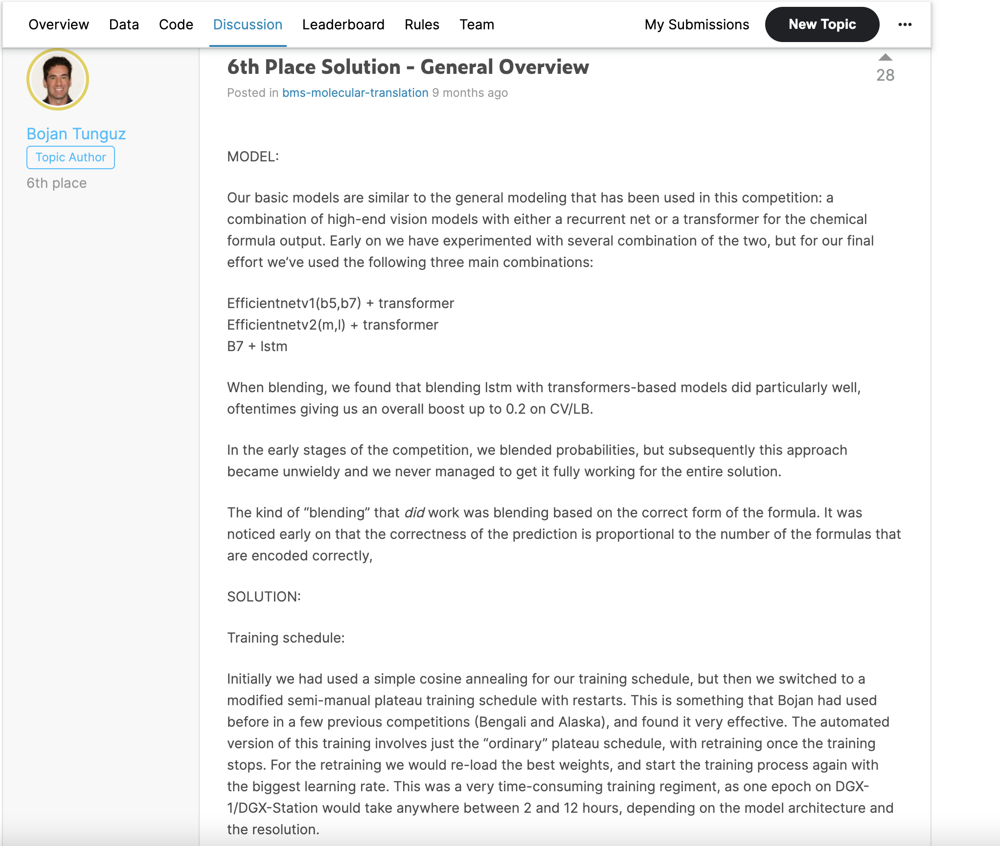 Overview Data Code Discussion Leaderboard Rules Team My Submissions New Topic
Bojan Tunguz
Topic Author
6th place
6th Place Solution - General Overview
28
Posted in bms-molecular-translation 9 months ago
MODEL:
Our basic models are similar to the general modeling that has been used in this competition: a
combination of high-end vision models with either a recurrent net or a transformer for the chemical
formula output. Early on we have experimented with several combination of the two, but for our final
effort we’ve used the following three main combinations:
Efficientnetv1(b5,b7) + transformer
Efficientnetv2(m,l) + transformer
B7 + lstm
When blending, we found that blending lstm with transformers-based models did particularly well,
oftentimes giving us an overall boost up to 0.2 on CV/LB.
In the early stages of the competition, we blended probabilities, but subsequently this approach
became unwieldy and we never managed to get it fully working for the entire solution.
The kind of “blending” that did work was blending based on the correct form of the formula. It was
noticed early on that the correctness of the prediction is proportional to the number of the formulas that
are encoded correctly,
SOLUTION:
Training schedule:
Initially we had used a simple cosine annealing for our training schedule, but then we switched to a
modified semi-manual plateau training schedule with restarts. This is something that Bojan had used
before in a few previous competitions (Bengali and Alaska), and found it very effective. The automated
version of this training involves just the “ordinary” plateau schedule, with retraining once the training
stops. For the retraining we would re-load the best weights, and start the training process again with
the biggest learning rate. This was a very time-consuming training regiment, as one epoch on DGX-
1/DGX-Station would take anywhere between 2 and 12 hours, depending on the model architecture and
the resolution.